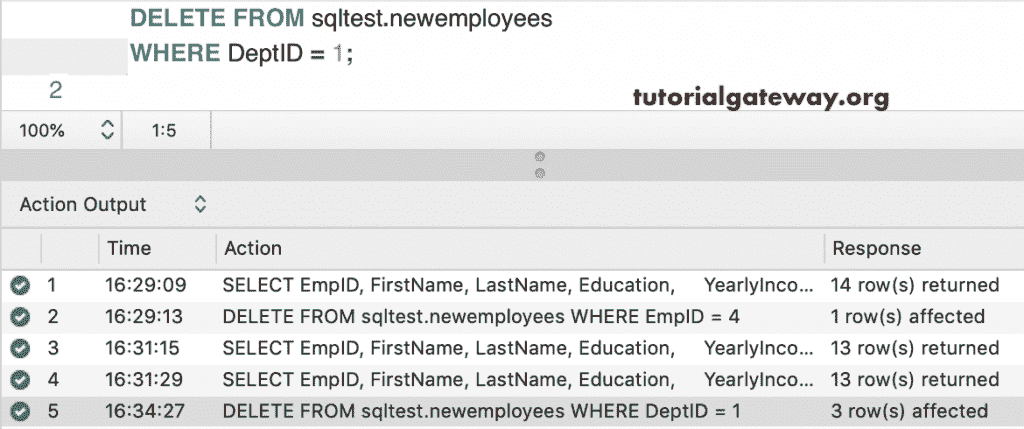 DELETE FROM sqltest.newemployees
WHERE DeptID = 1;
2
tutorialgateway.org
100% 1:5
Action Output
Time Action Response
1 16:29:09 SELECT EmpID, FirstName, LastName, Education, YearlyInco... 14 row(s) returned
2 16:29:13 DELETE FROM sqltest.newemployees WHERE EmpID = 4 1 row(s) affected
3 16:31:15 SELECT EmpID, FirstName, LastName, Education, YearlyInco... 13 row(s) returned
4 16:31:29 SELECT EmpID, FirstName, LastName, Education, YearlyInco... 13 row(s) returned
5 16:34:27 DELETE FROM sqltest.newemployees WHERE DeptID = 1 3 row(s) affected